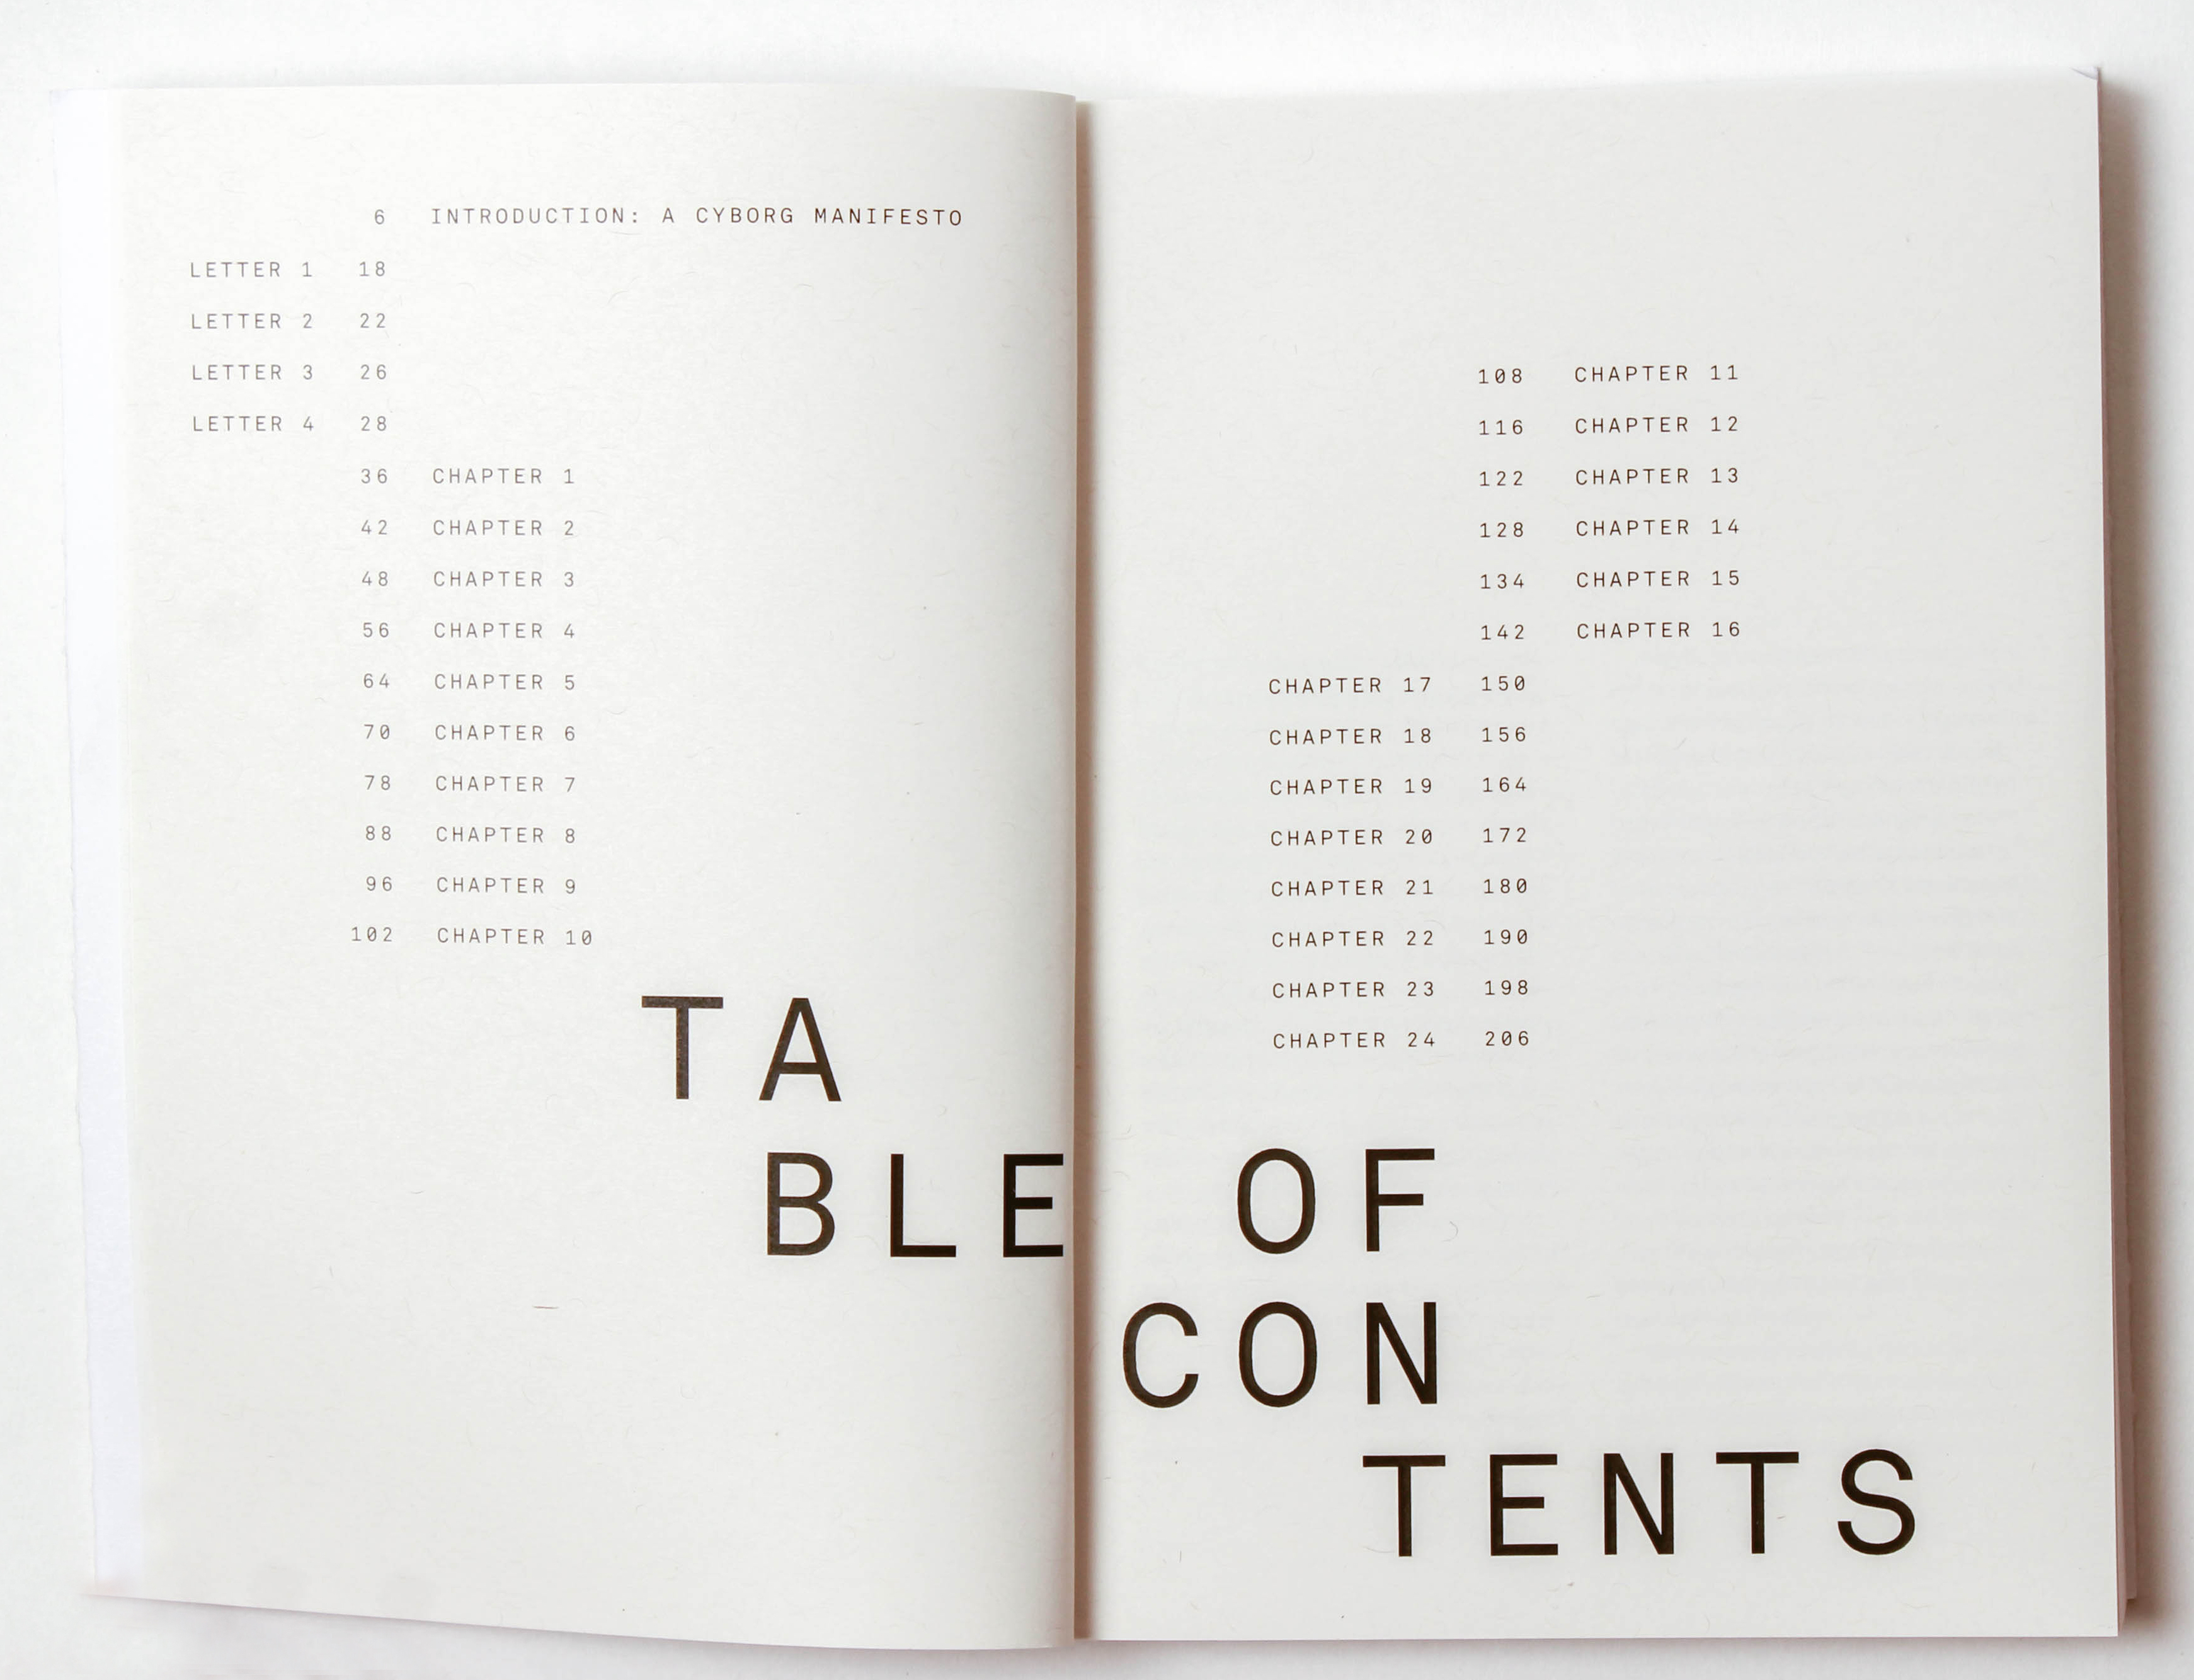 6 INTRODUCTION: A CYBORG MANIFESTO
LETTER 1 18
LETTER 2 22
LETTER 3 26
LETTER 4 28
36 CHAPTER 1
42 CHAPTER 2
48 CHAPTER 3
56 CHAPTER 4
64 CHAPTER 5
70 CHAPTER 6
78 CHAPTER 7
88 CHAPTER 8
96 CHAPTER 9
102 CHAPTER 10
108 CHAPTER 11
116 CHAPTER 12
122 CHAPTER 13
128 CHAPTER 14
134 CHAPTER 15
142 CHAPTER 16
CHAPTER 17 150
CHAPTER 18 156
CHAPTER 19 164
CHAPTER 20 172
CHAPTER 21 180
CHAPTER 22 190
CHAPTER 23 198
CHAPTER 24 206
TA
BLE OF
CON
TENTS